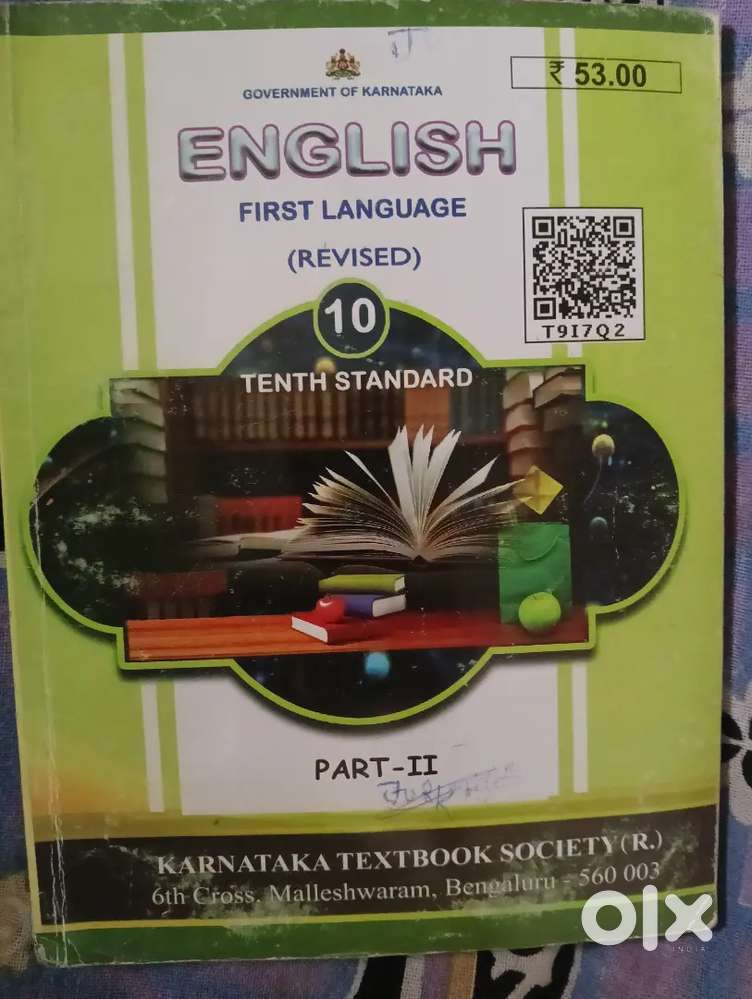 GOVERNMENT OF KARNATAKA
₹ 53.00
ENGLISH
FIRST LANGUAGE
(REVISED)
T9I7Q2
10
TENTH STANDARD
PART-II
KARNATAKA TEXTBOOK SOCIETY (R.)
6th Cross, Malleshwaram, Bengaluru - 560 003
olx
INDIA